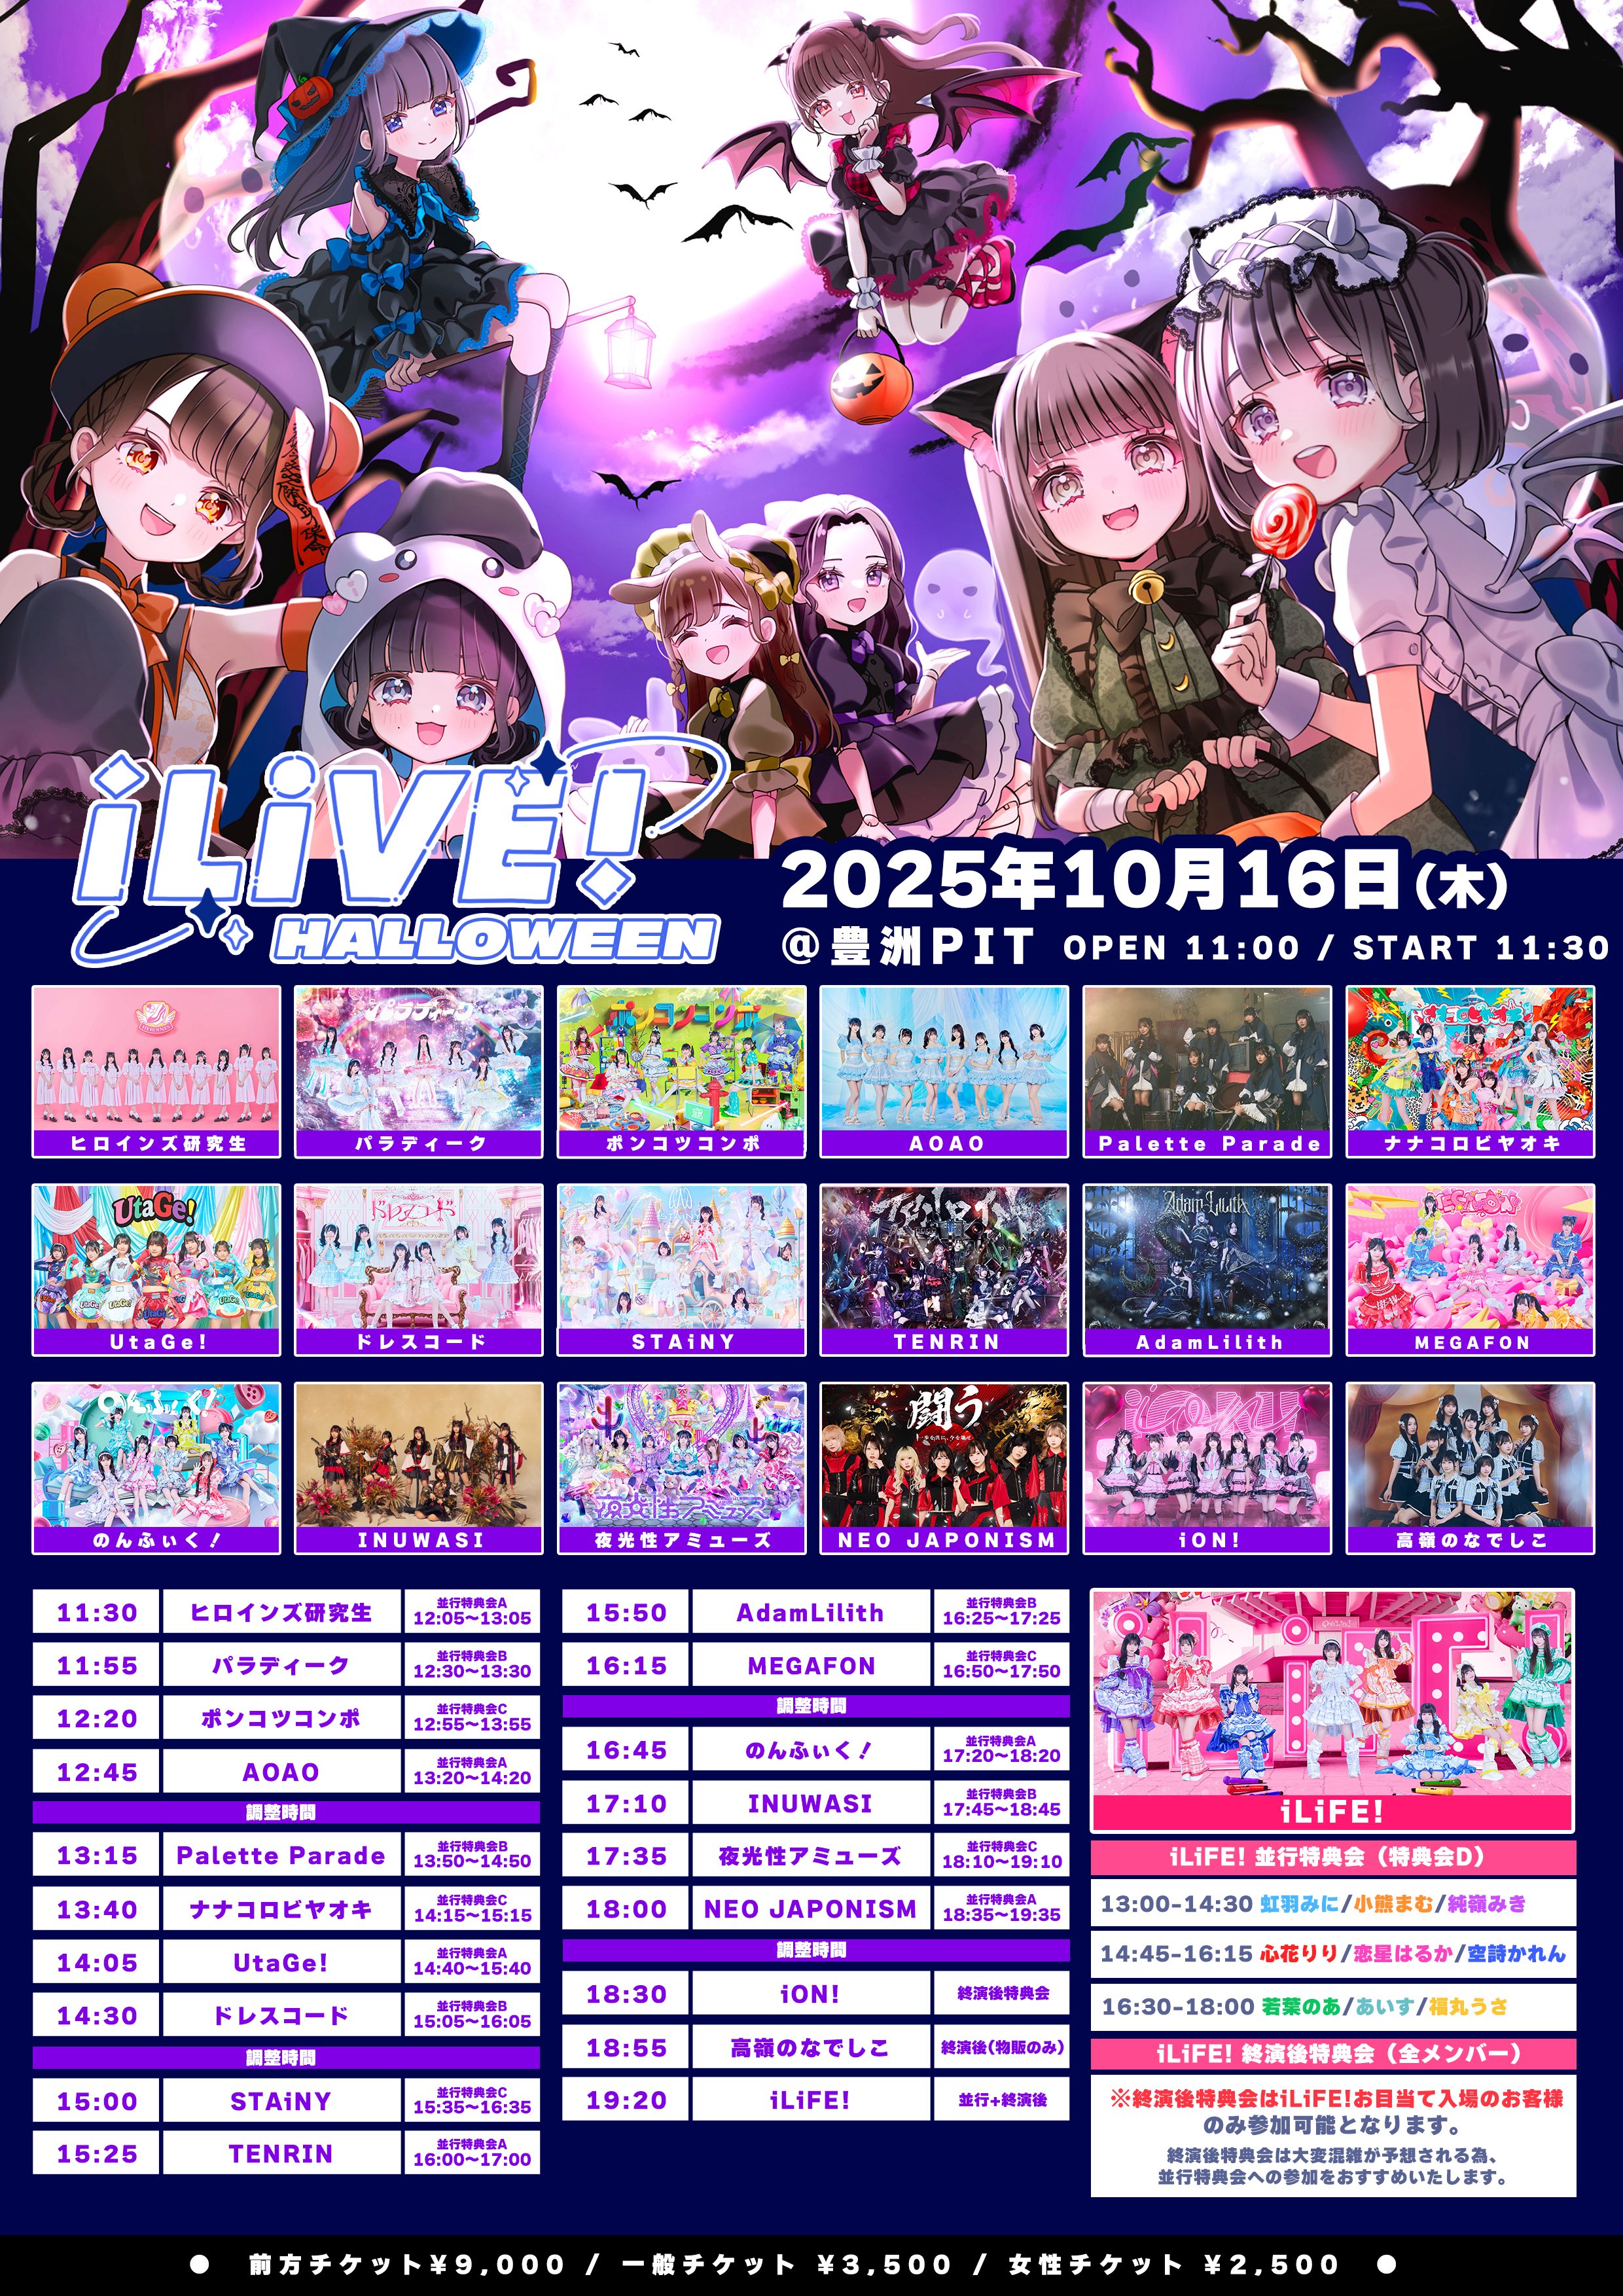 iLiVE!
HALLOWEEN
2025年10月16日（木）
@豊洲PIT OPEN 11:00 / START 11:30
ヒロインズ研究生
パラディーク
ポンコツコンポ
AOAO
Palette Parade
ナナコロビヤオキ
UtaGe!
UtaGe!
ドレスコード
ドレスコード
STAiNY
TENRIN
Adam Lilith
AdamLilith
MEGAFON
MEGAFON
のんふぃく！
のんふぃく！
INUWASI
夜光性アミューズ
夜光性アミューズ
闘う
NEO JAPONISM
iON!
iON!
高嶺のなでしこ
11:30 ヒロインズ研究生 並行特典会A 12:05〜13:05
11:55 パラディーク 並行特典会B 12:30〜13:30
12:20 ポンコツコンポ 並行特典会C 12:55〜13:55
12:45 AOAO 並行特典会A 13:20〜14:20
調整時間
13:15 Palette Parade 並行特典会B 13:50〜14:50
13:40 ナナコロビヤオキ 並行特典会C 14:15〜15:15
14:05 UtaGe! 並行特典会A 14:40〜15:40
14:30 ドレスコード 並行特典会B 15:05〜16:05
調整時間
15:00 STAiNY 並行特典会C 15:35〜16:35
15:25 TENRIN 並行特典会A 16:00〜17:00
15:50 AdamLilith 並行特典会B 16:25〜17:25
16:15 MEGAFON 並行特典会C 16:50〜17:50
調整時間
16:45 のんふぃく！ 並行特典会A 17:20〜18:20
17:10 INUWASI 並行特典会B 17:45〜18:45
17:35 夜光性アミューズ 並行特典会C 18:10〜19:10
18:00 NEO JAPONISM 並行特典会A 18:35〜19:35
調整時間
18:30 iON! 終演後特典会
18:55 高嶺のなでしこ 終演後（物販のみ）
19:20 iLiFE! 並行+終演後
iLiFE!
iLiFE! 並行特典会（特典会D）
13:00-14:30 虹羽みに/小熊まむ/純嶺みき
14:45-16:15 心花りり/恋星はるか/空詩かれん
16:30-18:00 若葉のあ/あいす/福丸うさ
iLiFE! 終演後特典会（全メンバー）
※終演後特典会はiLiFE!お目当て入場のお客様
のみ参加可能となります。
終演後特典会は大変混雑が予想される為、
並行特典会への参加をおすすめいたします。
● 前方チケット¥9,000 / 一般チケット ¥3,500 / 女性チケット ¥2,500 ●